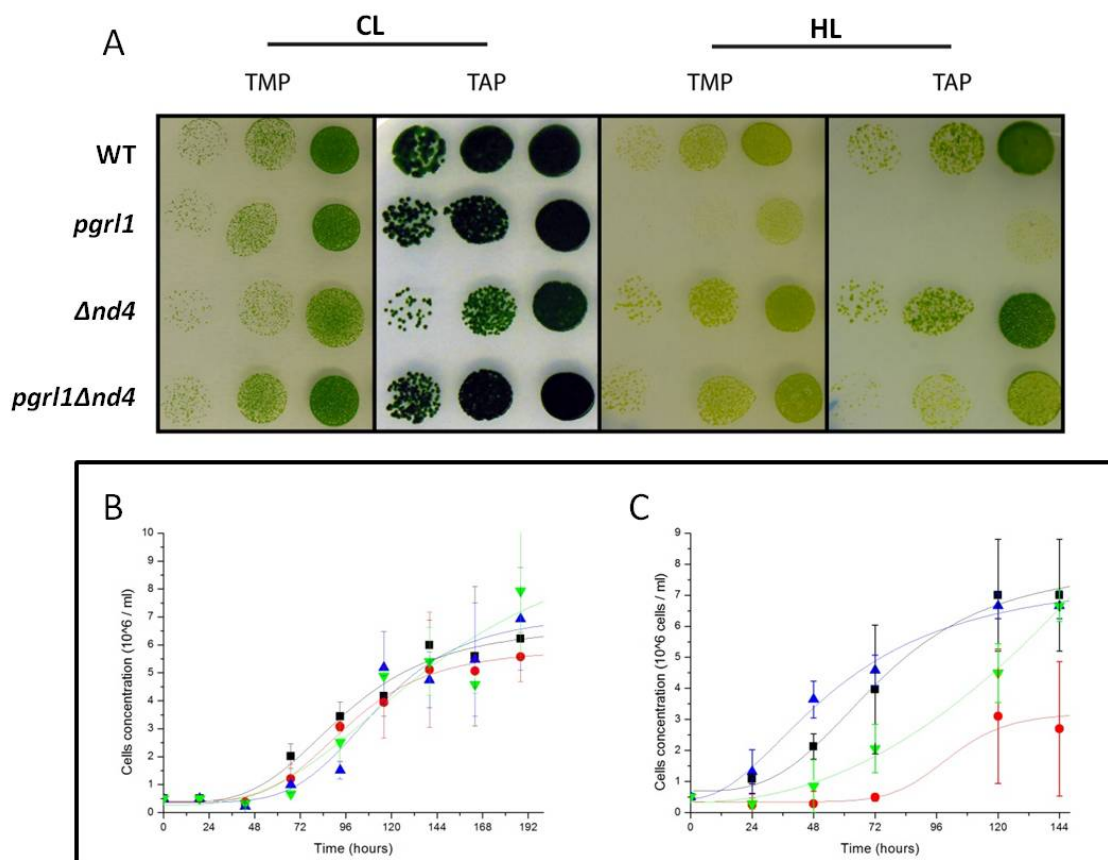 A
CL
HL
TMP
TAP
TMP
TAP
WT
pgrl1
Δnd4
pgrl1Δnd4
B
Cells concentration (10^6 / ml)
10
9
8
7
6
5
4
3
2
1
0
0 24 48 72 96 120 144 168 192
Time (hours)
C
Cells concentration (10^6 cells / ml)
9
8
7
6
5
4
3
2
1
0
0 24 48 72 96 120 144
Time (hours)